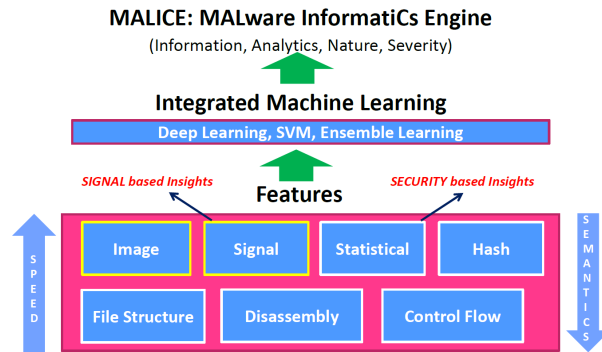 MALICE: MALware InformatiCs Engine
(Information, Analytics, Nature, Severity)
Integrated Machine Learning
Deep Learning, SVM, Ensemble Learning
SIGNAL based Insights
SECURITY based Insights
Features
SPEED
Image
Signal
Statistical
Hash
SEMANTICS
File Structure
Disassembly
Control Flow